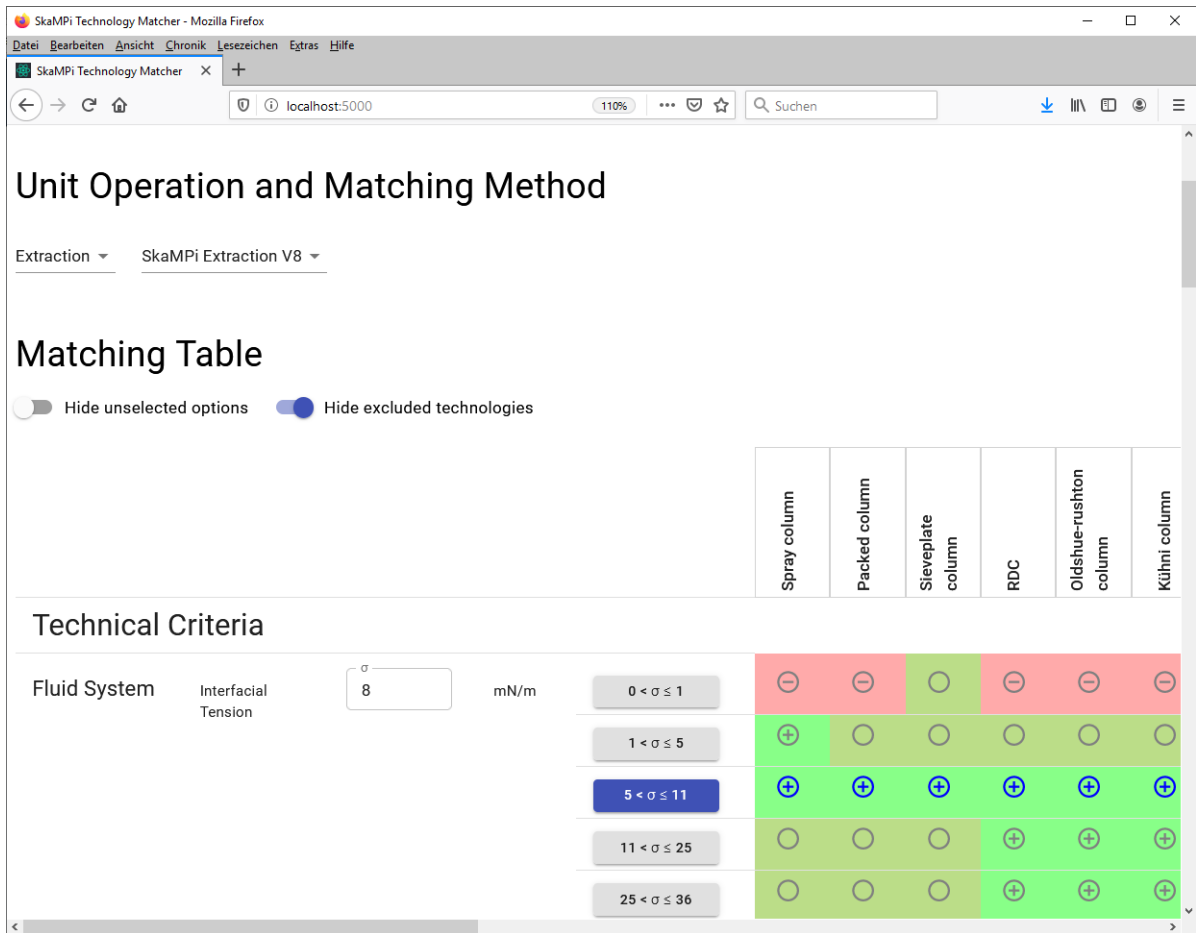 SkaMPi Technology Matcher - Mozilla Firefox
Datei Bearbeiten Ansicht Chronik Lesezeichen Extras Hilfe
SkaMPi Technology Matcher
localhost:5000 110% Suchen
Unit Operation and Matching Method
Extraction SkaMPi Extraction V8
Matching Table
Hide unselected options Hide excluded technologies
Spray column
Packed column
Sieveplate
column
RDC
Oldshue-rushton
column
Kühni column
Technical Criteria
Fluid System
Interfacial
Tension
σ
8
mN/m
0 < σ ≤ 1
1 < σ ≤ 5
5 < σ ≤ 11
11 < σ ≤ 25
25 < σ ≤ 36